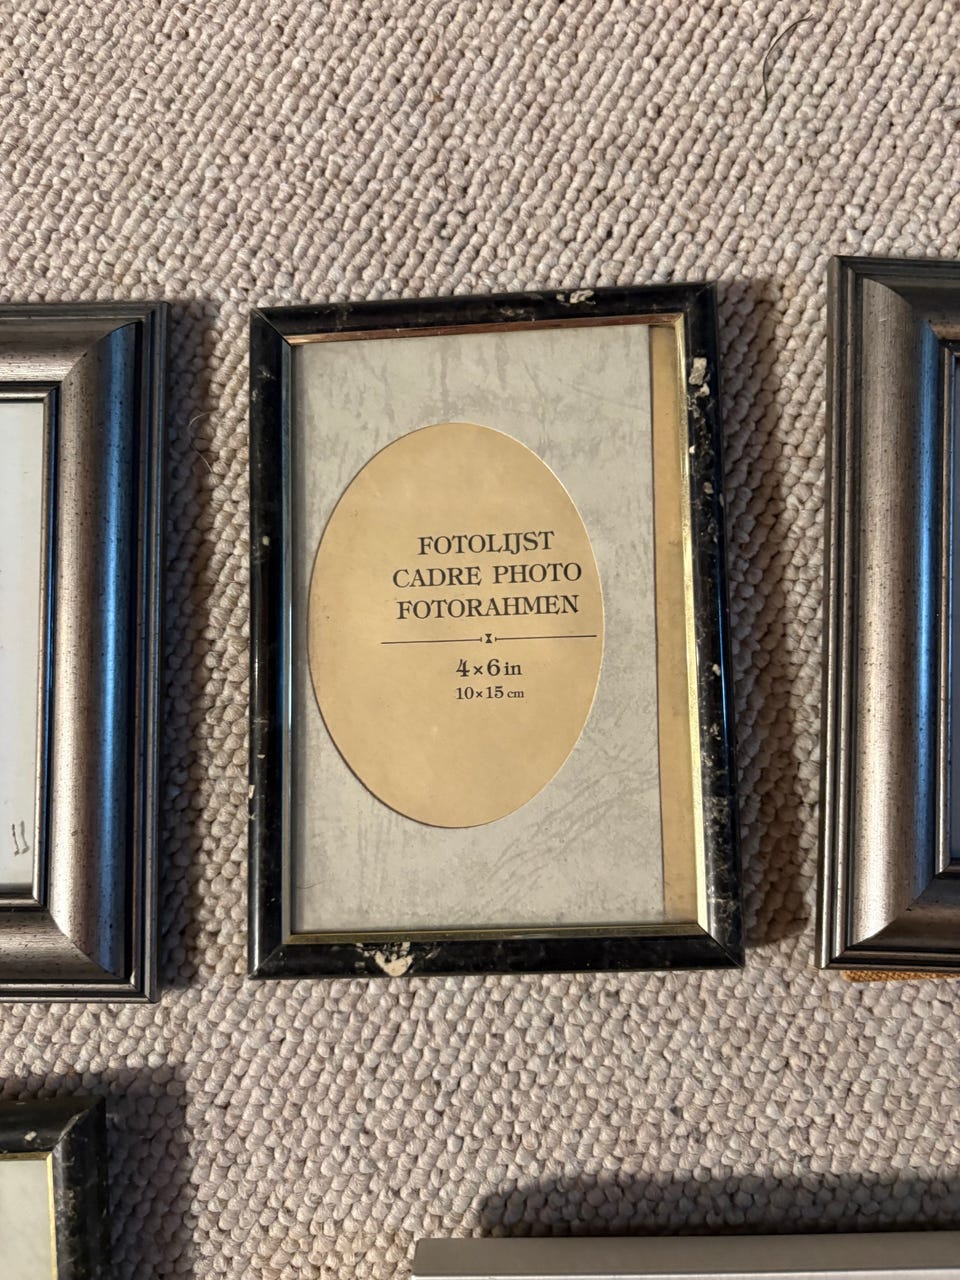 FOTOLIJST
CADRE PHOTO
FOTORAHMEN
4×6 in
10×15 cm